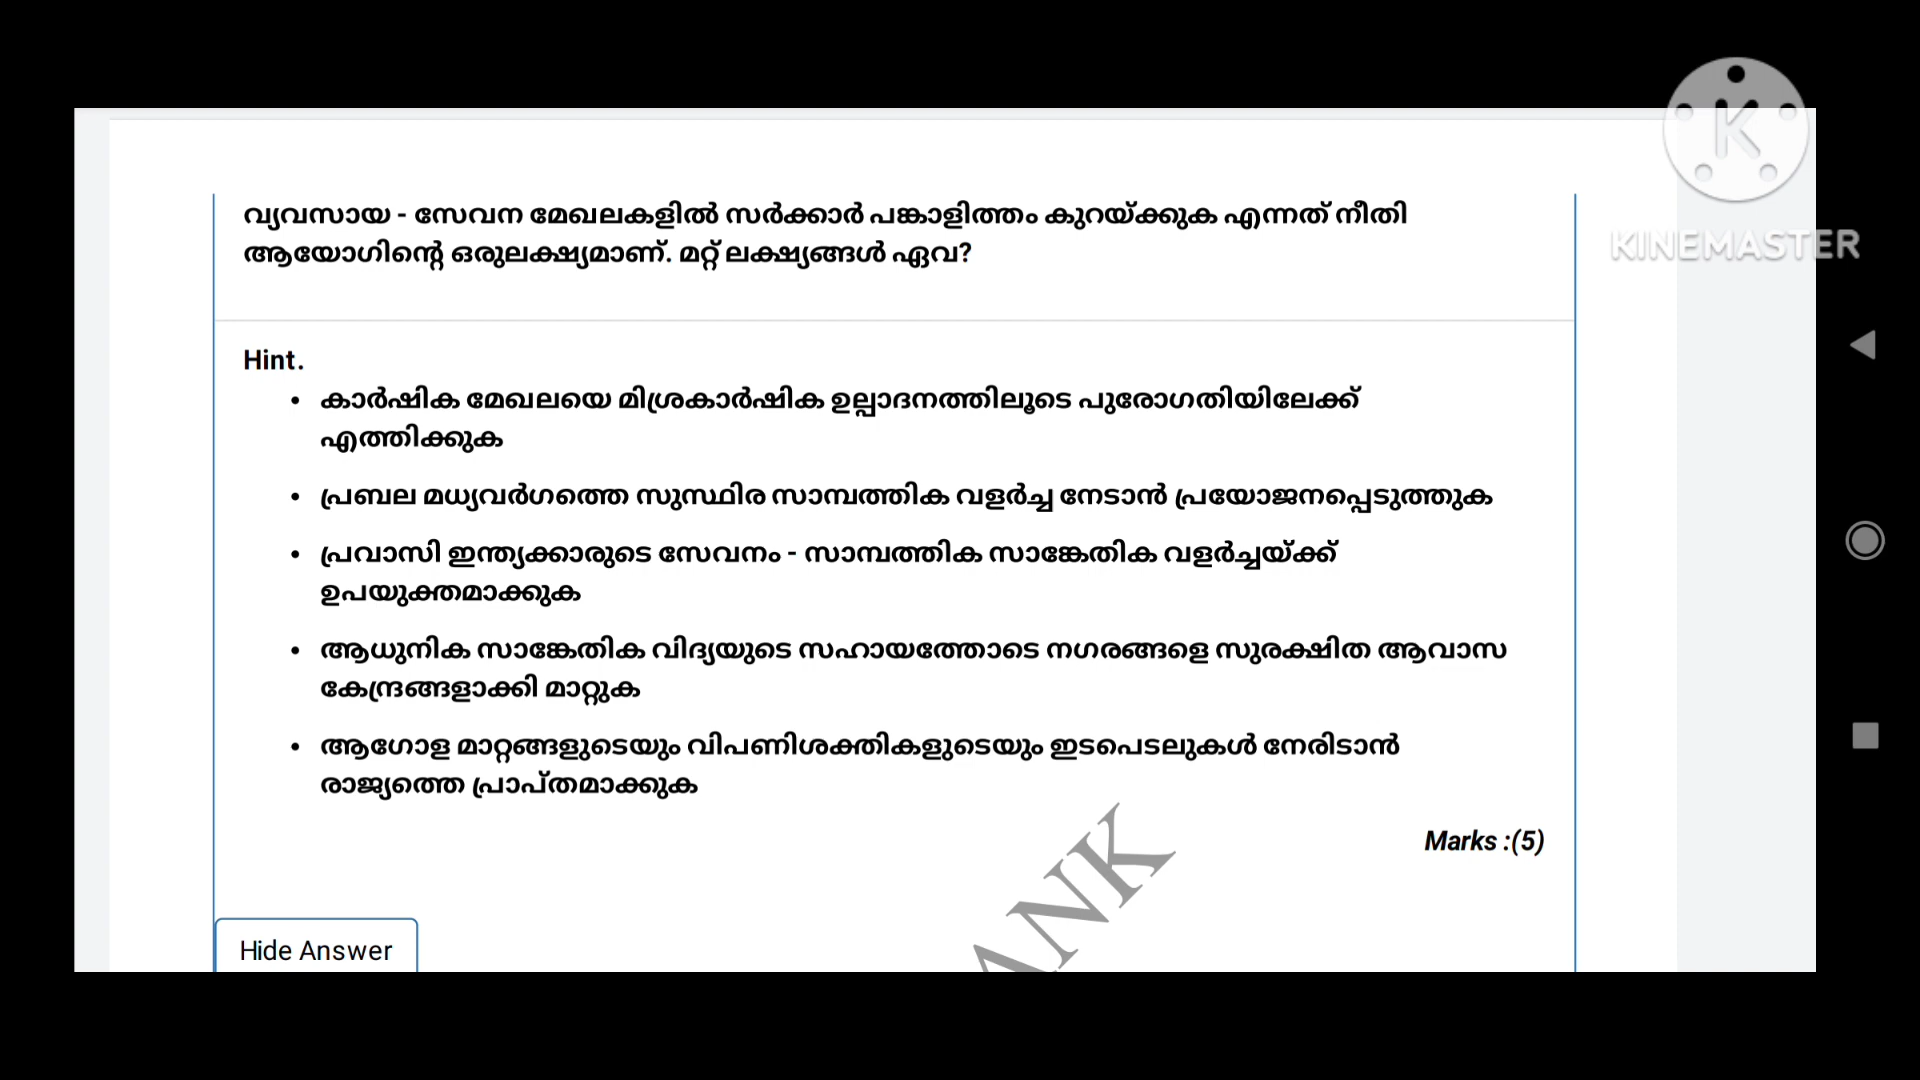 വ്യവസായ - സേവന മേഖലകളിൽ സർക്കാർ പങ്കാളിത്തം കുറയ്ക്കുക എന്നത് നീതി
ആയോഗിന്റെ ഒരുലക്ഷ്യമാണ്. മറ്റ് ലക്ഷ്യങ്ങൾ ഏവ?
Hint.
• കാർഷിക മേഖലയെ മിശ്രകാർഷിക ഉല്പാദനത്തിലൂടെ പുരോഗതിയിലേക്ക്
എത്തിക്കുക
• പ്രബല മധ്യവർഗത്തെ സുസ്ഥിര സാമ്പത്തിക വളർച്ച നേടാൻ പ്രയോജനപ്പെടുത്തുക
• പ്രവാസി ഇന്ത്യക്കാരുടെ സേവനം - സാമ്പത്തിക സാങ്കേതിക വളർച്ചയ്ക്ക്
ഉപയുക്തമാക്കുക
• ആധുനിക സാങ്കേതിക വിദ്യയുടെ സഹായത്തോടെ നഗരങ്ങളെ സുരക്ഷിത ആവാസ
കേന്ദ്രങ്ങളാക്കി മാറ്റുക
• ആഗോള മാറ്റങ്ങളുടെയും വിപണിശക്തികളുടെയും ഇടപെടലുകൾ നേരിടാൻ
രാജ്യത്തെ പ്രാപ്തമാക്കുക
Marks :(5)
Hide Answer
ANK
K
KINEMASTER